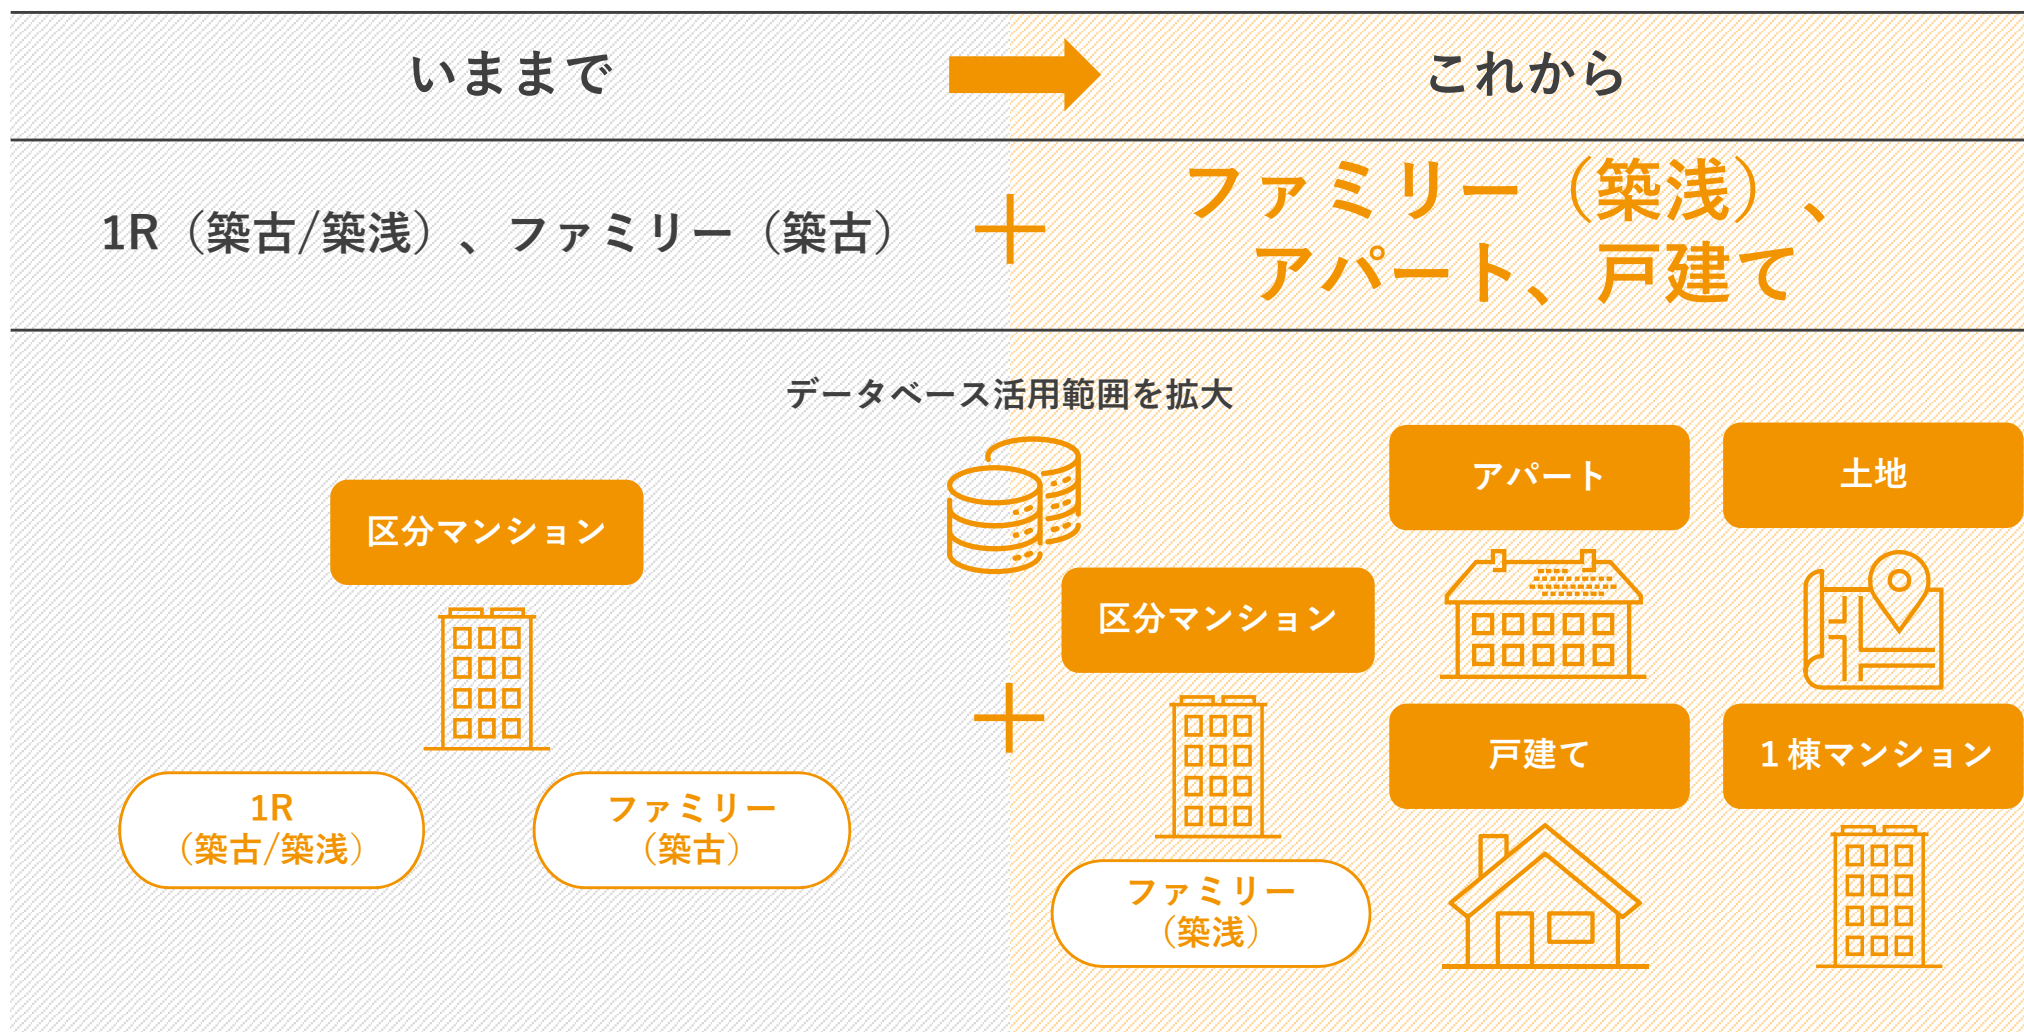 いままで
これから
1R（築古/築浅）、ファミリー（築古）
ファミリー（築浅）、
アパート、戸建て
データベース活用範囲を拡大
区分マンション
1R
（築古/築浅）
ファミリー
（築古）
区分マンション
ファミリー
（築浅）
アパート
土地
戸建て
１棟マンション